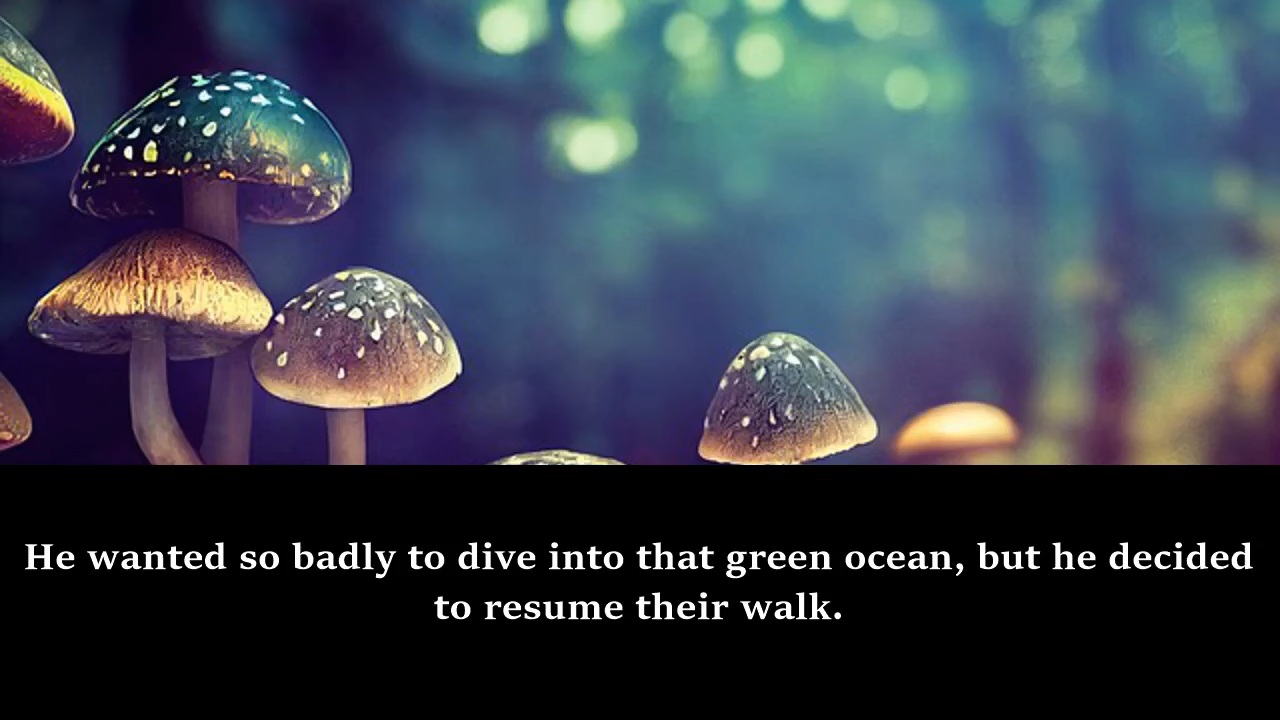 He wanted so badly to dive into that green ocean, but he decided
to resume their walk.